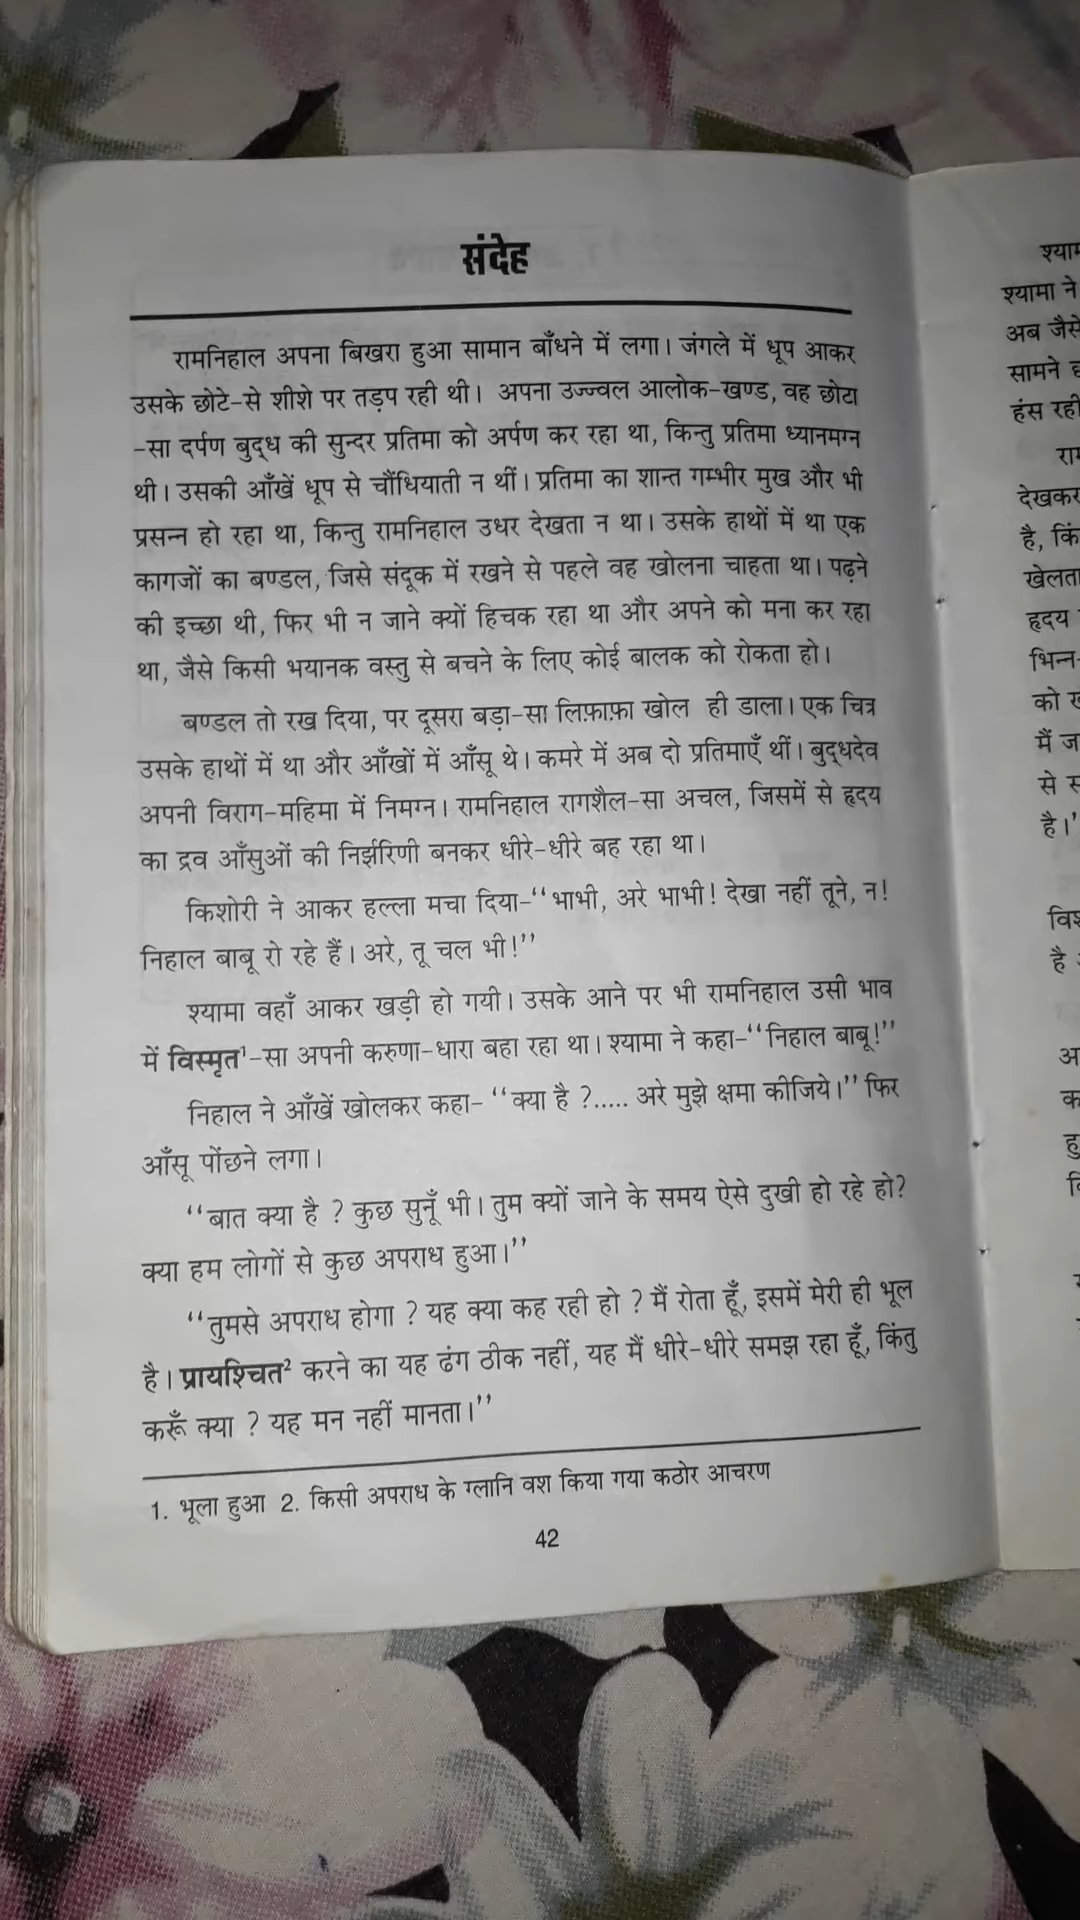 संदेह
रामनिहाल अपना बिखरा हुआ सामान बाँधने में लगा। जंगले में धूप आकर
उसके छोटे-से शीशे पर तड़प रही थी। अपना उज्ज्वल आलोक-खण्ड, वह छोटा
-सा दर्पण बुद्ध की सुन्दर प्रतिमा को अर्पण कर रहा था, किन्तु प्रतिमा ध्यानमग्न
थी। उसकी आँखें धूप से चौंधियाती न थीं। प्रतिमा का शान्त गम्भीर मुख और भी
प्रसन्न हो रहा था, किन्तु रामनिहाल उधर देखता न था। उसके हाथों में था एक
कागजों का बण्डल, जिसे संदूक में रखने से पहले वह खोलना चाहता था। पढ़ने
की इच्छा थी, फिर भी न जाने क्यों हिचक रहा था और अपने को मना कर रहा
था, जैसे किसी भयानक वस्तु से बचने के लिए कोई बालक को रोकता हो।
बण्डल तो रख दिया, पर दूसरा बड़ा-सा लिफ़ाफ़ा खोल ही डाला। एक चित्र
उसके हाथों में था और आँखों में आँसू थे। कमरे में अब दो प्रतिमाएँ थीं। बुद्धदेव
अपनी विराग-महिमा में निमग्न। रामनिहाल रागशैल-सा अचल, जिसमें से हृदय
का द्रव आँसुओं की निर्झरिणी बनकर धीरे-धीरे बह रहा था।
किशोरी ने आकर हल्ला मचा दिया-‘‘भाभी, अरे भाभी! देखा नहीं तूने, न!
निहाल बाबू रो रहे हैं। अरे, तू चल भी!’’
श्यामा वहाँ आकर खड़ी हो गयी। उसके आने पर भी रामनिहाल उसी भाव
में विस्मृत¹-सा अपनी करुणा-धारा बहा रहा था। श्यामा ने कहा-‘‘निहाल बाबू!’’
निहाल ने आँखें खोलकर कहा- ‘‘क्या है ?..... अरे मुझे क्षमा कीजिये।’’ फिर
आँसू पोंछने लगा।
‘‘बात क्या है ? कुछ सुनूँ भी। तुम क्यों जाने के समय ऐसे दुखी हो रहे हो?
क्या हम लोगों से कुछ अपराध हुआ।’’
‘‘तुमसे अपराध होगा ? यह क्या कह रही हो ? मैं रोता हूँ, इसमें मेरी ही भूल
है। प्रायश्चित² करने का यह ढंग ठीक नहीं, यह मैं धीरे-धीरे समझ रहा हूँ, किंतु
करूँ क्या ? यह मन नहीं मानता।’’
1. भूला हुआ 2. किसी अपराध के ग्लानि वश किया गया कठोर आचरण
42
श्यामा ने
अब जैसे
सामने
हंस रही
देखकर
है, किं
खेलता
हृदय
भिन्न-
को
मैं ज
से स
है।’
विश
है
अ
क
हु